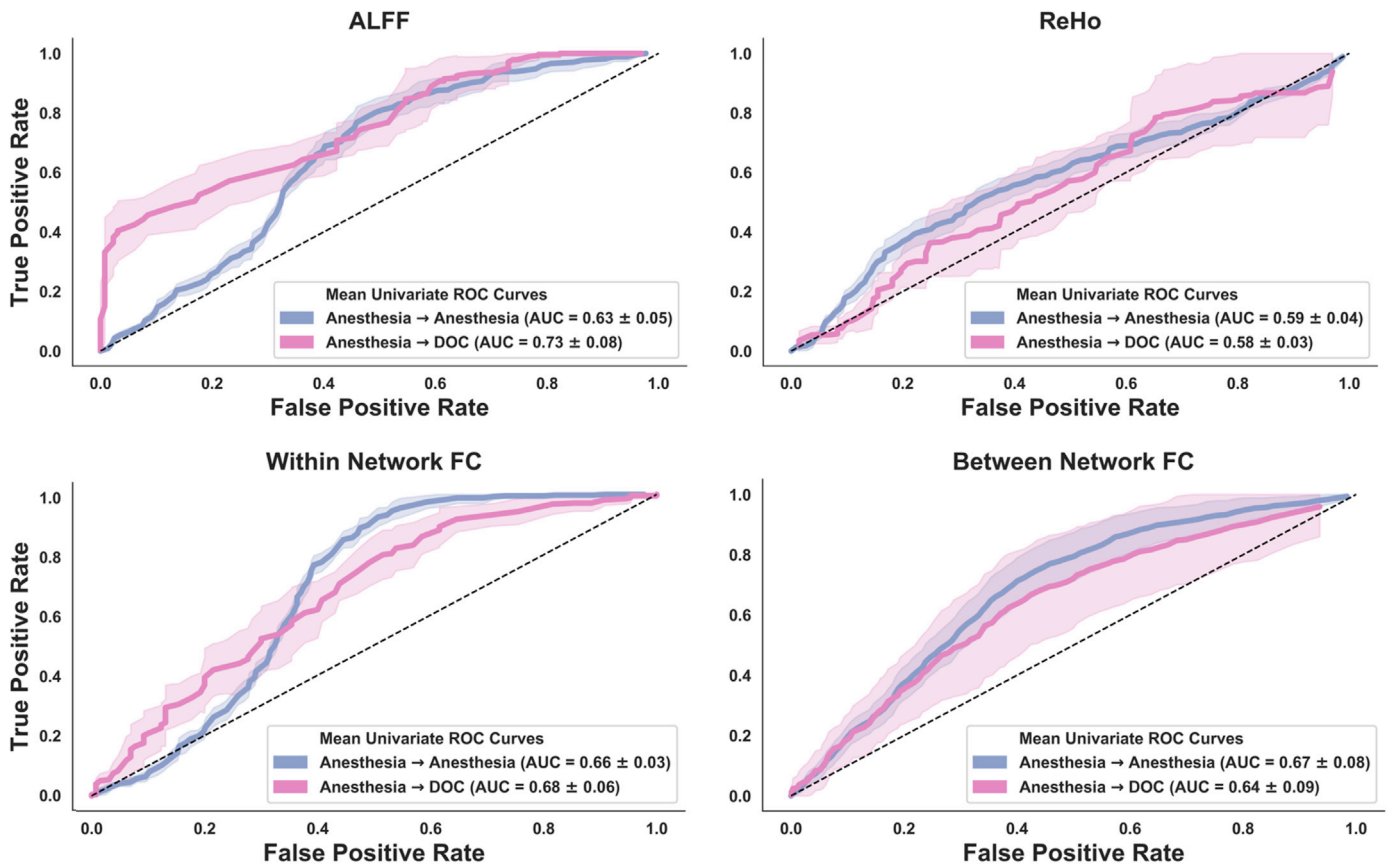 ALFF
True Positive Rate
1.0
0.8
0.6
0.4
0.2
0.0
Mean Univariate ROC Curves
Anesthesia → Anesthesia (AUC = 0.63 ± 0.05)
Anesthesia → DOC (AUC = 0.73 ± 0.08)
0.0 0.2 0.4 0.6 0.8 1.0
False Positive Rate
ReHo
1.0
0.8
0.6
0.4
0.2
0.0
Mean Univariate ROC Curves
Anesthesia → Anesthesia (AUC = 0.59 ± 0.04)
Anesthesia → DOC (AUC = 0.58 ± 0.03)
0.0 0.2 0.4 0.6 0.8 1.0
False Positive Rate
Within Network FC
True Positive Rate
1.0
0.8
0.6
0.4
0.2
0.0
Mean Univariate ROC Curves
Anesthesia → Anesthesia (AUC = 0.66 ± 0.03)
Anesthesia → DOC (AUC = 0.68 ± 0.06)
0.0 0.2 0.4 0.6 0.8 1.0
False Positive Rate
Between Network FC
1.0
0.8
0.6
0.4
0.2
0.0
Mean Univariate ROC Curves
Anesthesia → Anesthesia (AUC = 0.67 ± 0.08)
Anesthesia → DOC (AUC = 0.64 ± 0.09)
0.0 0.2 0.4 0.6 0.8 1.0
False Positive Rate